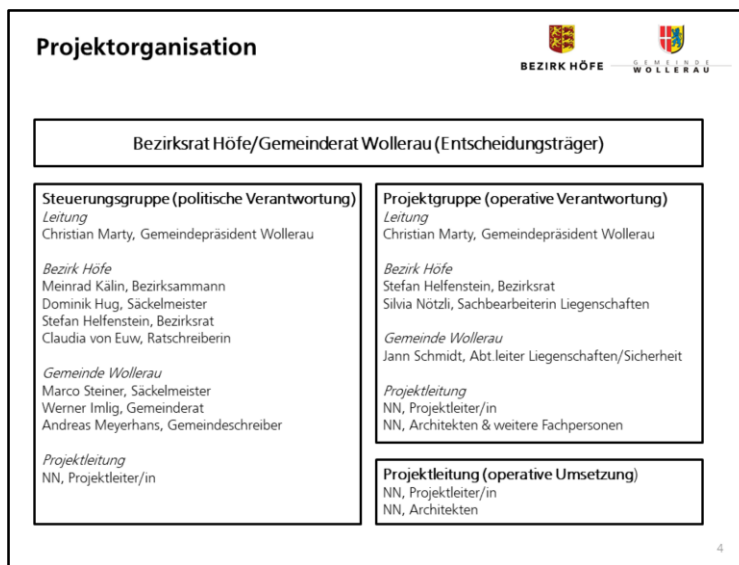 Projektorganisation
BEZIRK HÖFE
GEMEINDE
WOLLERAU
Bezirksrat Höfe/Gemeinderat Wollerau (Entscheidungsträger)
Steuerungsgruppe (politische Verantwortung)
Leitung
Christian Marty, Gemeindepräsident Wollerau
Bezirk Höfe
Meinrad Kälin, Bezirksammann
Dominik Hug, Säckelmeister
Stefan Helfenstein, Bezirksrat
Claudia von Euw, Ratschreiberin
Gemeinde Wollerau
Marco Steiner, Säckelmeister
Werner Imlig, Gemeinderat
Andreas Meyerhans, Gemeindeschreiber
Projektleitung
NN, Projektleiter/in
Projektgruppe (operative Verantwortung)
Leitung
Christian Marty, Gemeindepräsident Wollerau
Bezirk Höfe
Stefan Helfenstein, Bezirksrat
Silvia Nötzli, Sachbearbeiterin Liegenschaften
Gemeinde Wollerau
Jann Schmidt, Abt.leiter Liegenschaften/Sicherheit
Projektleitung
NN, Projektleiter/in
NN, Architekten & weitere Fachpersonen
Projektleitung (operative Umsetzung)
NN, Projektleiter/in
NN, Architekten
4